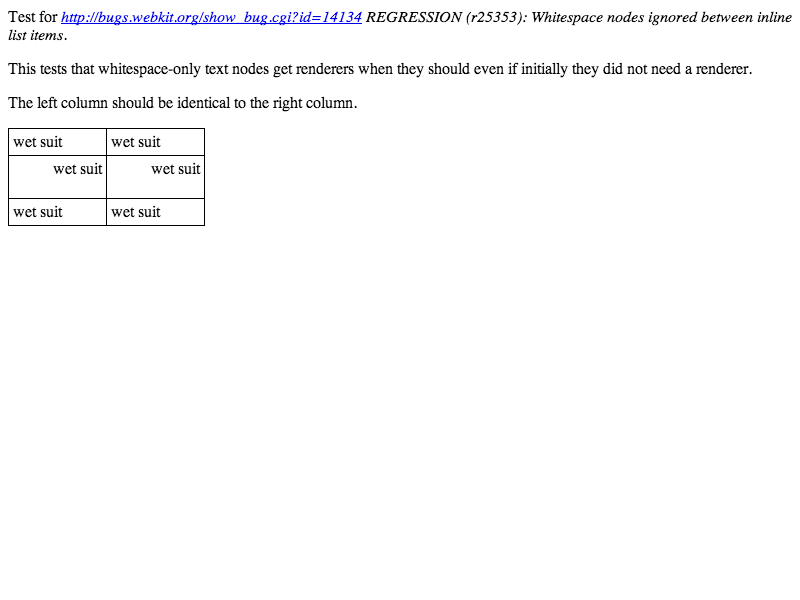 Test for http://bugs.webkit.org/show_bug.cgi?id=14134 REGRESSION (r25353): Whitespace nodes ignored between inline
list items.
This tests that whitespace-only text nodes get renderers when they should even if initially they did not need a renderer.
The left column should be identical to the right column.
wet suit wet suit
wet suit wet suit
wet suit wet suit